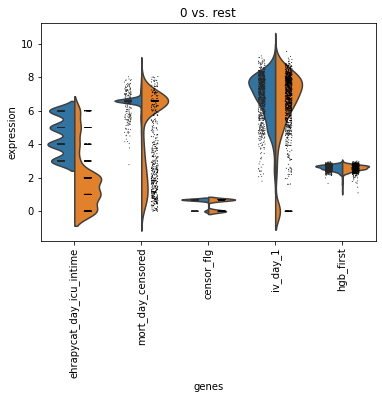 0 vs. rest
expression
10
8
6
4
2
0
ehrapycat_day_icu_intime
mort_day_censored
censor_flg
iv_day_1
hgb_first
genes